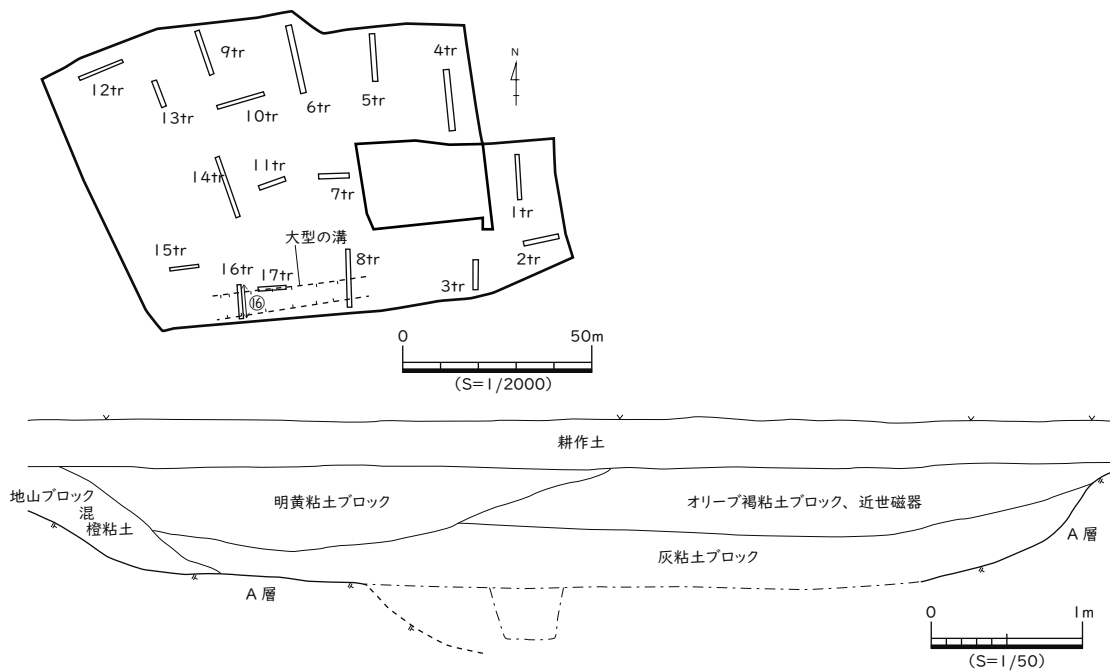 9tr
4tr
N
12tr
13tr
10tr
6tr
5tr
11tr
14tr
7tr
1tr
大型の溝
15tr
8tr
2tr
16tr
17tr
3tr
⑯
0
50m
(S=1/2000)
耕作土
地山ブロック
混
橙粘土
明黄粘土ブロック
オリーブ褐粘土ブロック、近世磁器
A層
灰粘土ブロック
A層
0
1m
(S=1/50)